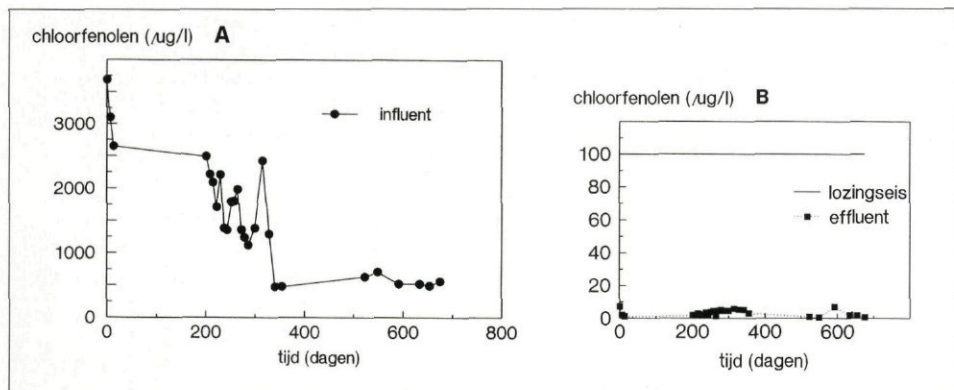 chloorfenolen (/ug/l) A
3000
2000
1000
0
0 200 400 600 800
tijd (dagen)
influent
chloorfenolen (/ug/l) B
100
80
60
40
20
0
0 200 400 600
tijd (dagen)
lozingseis
effluent